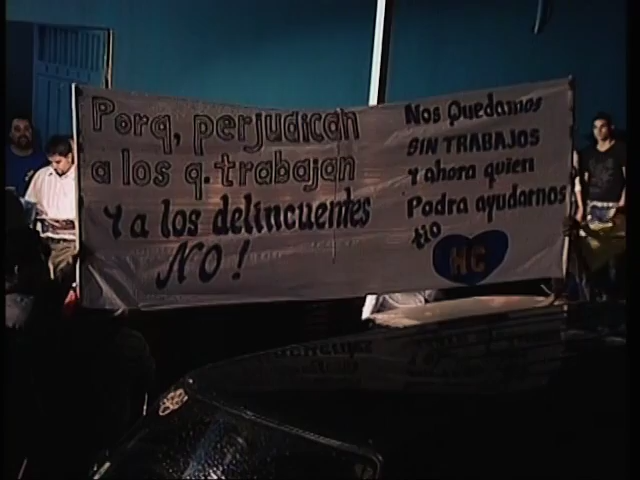 Porq, perjudican
a los q. trabajan
Y a los delincuentes
NO!
Nos Quedamos
SIN TRABAJOS
Y ahora quien
Podra ayudarnos
tio
HC